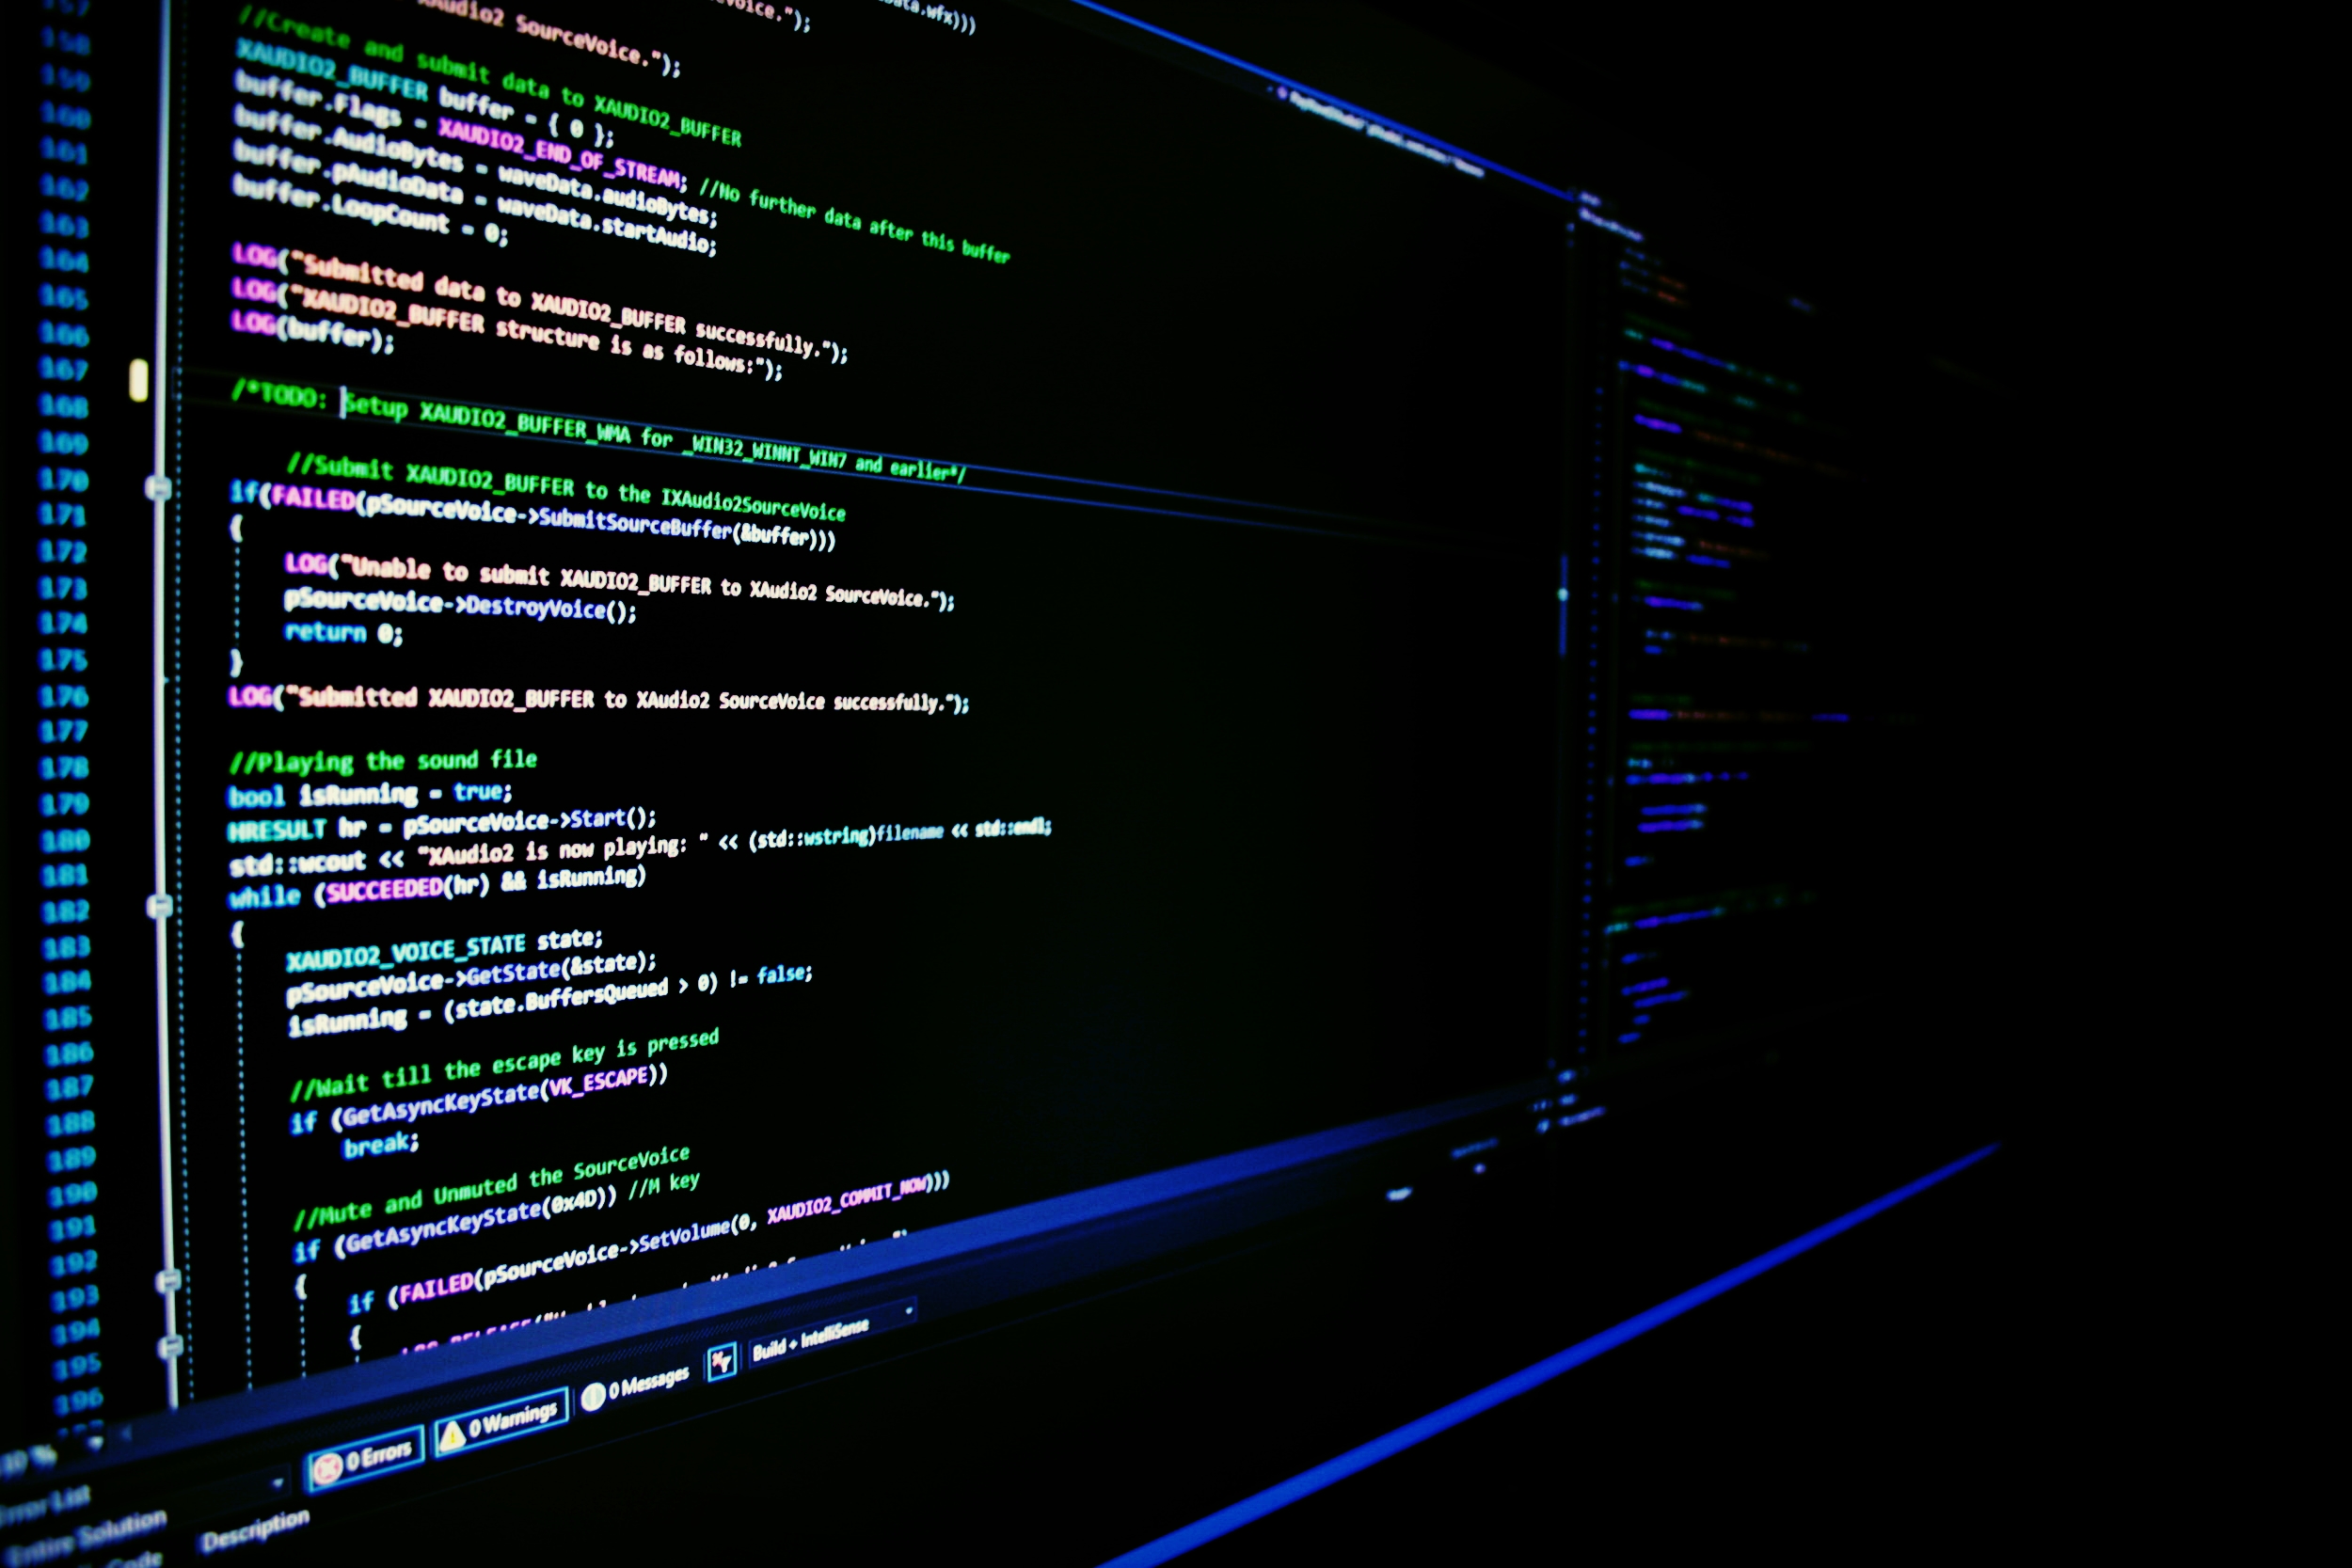 157
158
159
160
161
162
163
164
165
166
167
168
169
170
171
172
173
174
175
176
177
178
179
180
181
182
183
184
185
186
187
188
189
190
191
192
193
194
195
196
XAudio2 SourceVoice.");
//Create and submit data to XAUDIO2_BUFFER
XAUDIO2_BUFFER buffer = { 0 };
buffer.Flags = XAUDIO2_END_OF_STREAM; //No further data after this buffer
buffer.AudioBytes = waveData.audioBytes;
buffer.pAudioData = waveData.startAudio;
buffer.LoopCount = 0;
LOG("Submitted data to XAUDIO2_BUFFER successfully.");
LOG("XAUDIO2_BUFFER structure is as follows:");
LOG(buffer);
/*TODO: Setup XAUDIO2_BUFFER_WMA for _WIN32_WINNT_WIN7 and earlier*/
//Submit XAUDIO2_BUFFER to the IXAudio2SourceVoice
if(FAILED(pSourceVoice->SubmitSourceBuffer(&buffer)))
{
LOG("Unable to submit XAUDIO2_BUFFER to XAudio2 SourceVoice.");
pSourceVoice->DestroyVoice();
return 0;
}
LOG("Submitted XAUDIO2_BUFFER to XAudio2 SourceVoice successfully.");
//Playing the sound file
bool isRunning = true;
HRESULT hr = pSourceVoice->Start();
std::wcout << "XAudio2 is now playing: " << (std::wstring)filename << std::endl;
while (SUCCEEDED(hr) && isRunning)
{
XAUDIO2_VOICE_STATE state;
pSourceVoice->GetState(&state);
isRunning = (state.BuffersQueued > 0) != false;
//Wait till the escape key is pressed
if (GetAsyncKeyState(VK_ESCAPE))
break;
//Mute and Unmuted the SourceVoice
if (GetAsyncKeyState(0x4D)) //M key
{
if (FAILED(pSourceVoice->SetVolume(0, XAUDIO2_COMMIT_NOW)))
{
Error List
Entire Solution
0 Errors
0 Warnings
0 Messages
Build + IntelliSense
Code
Description